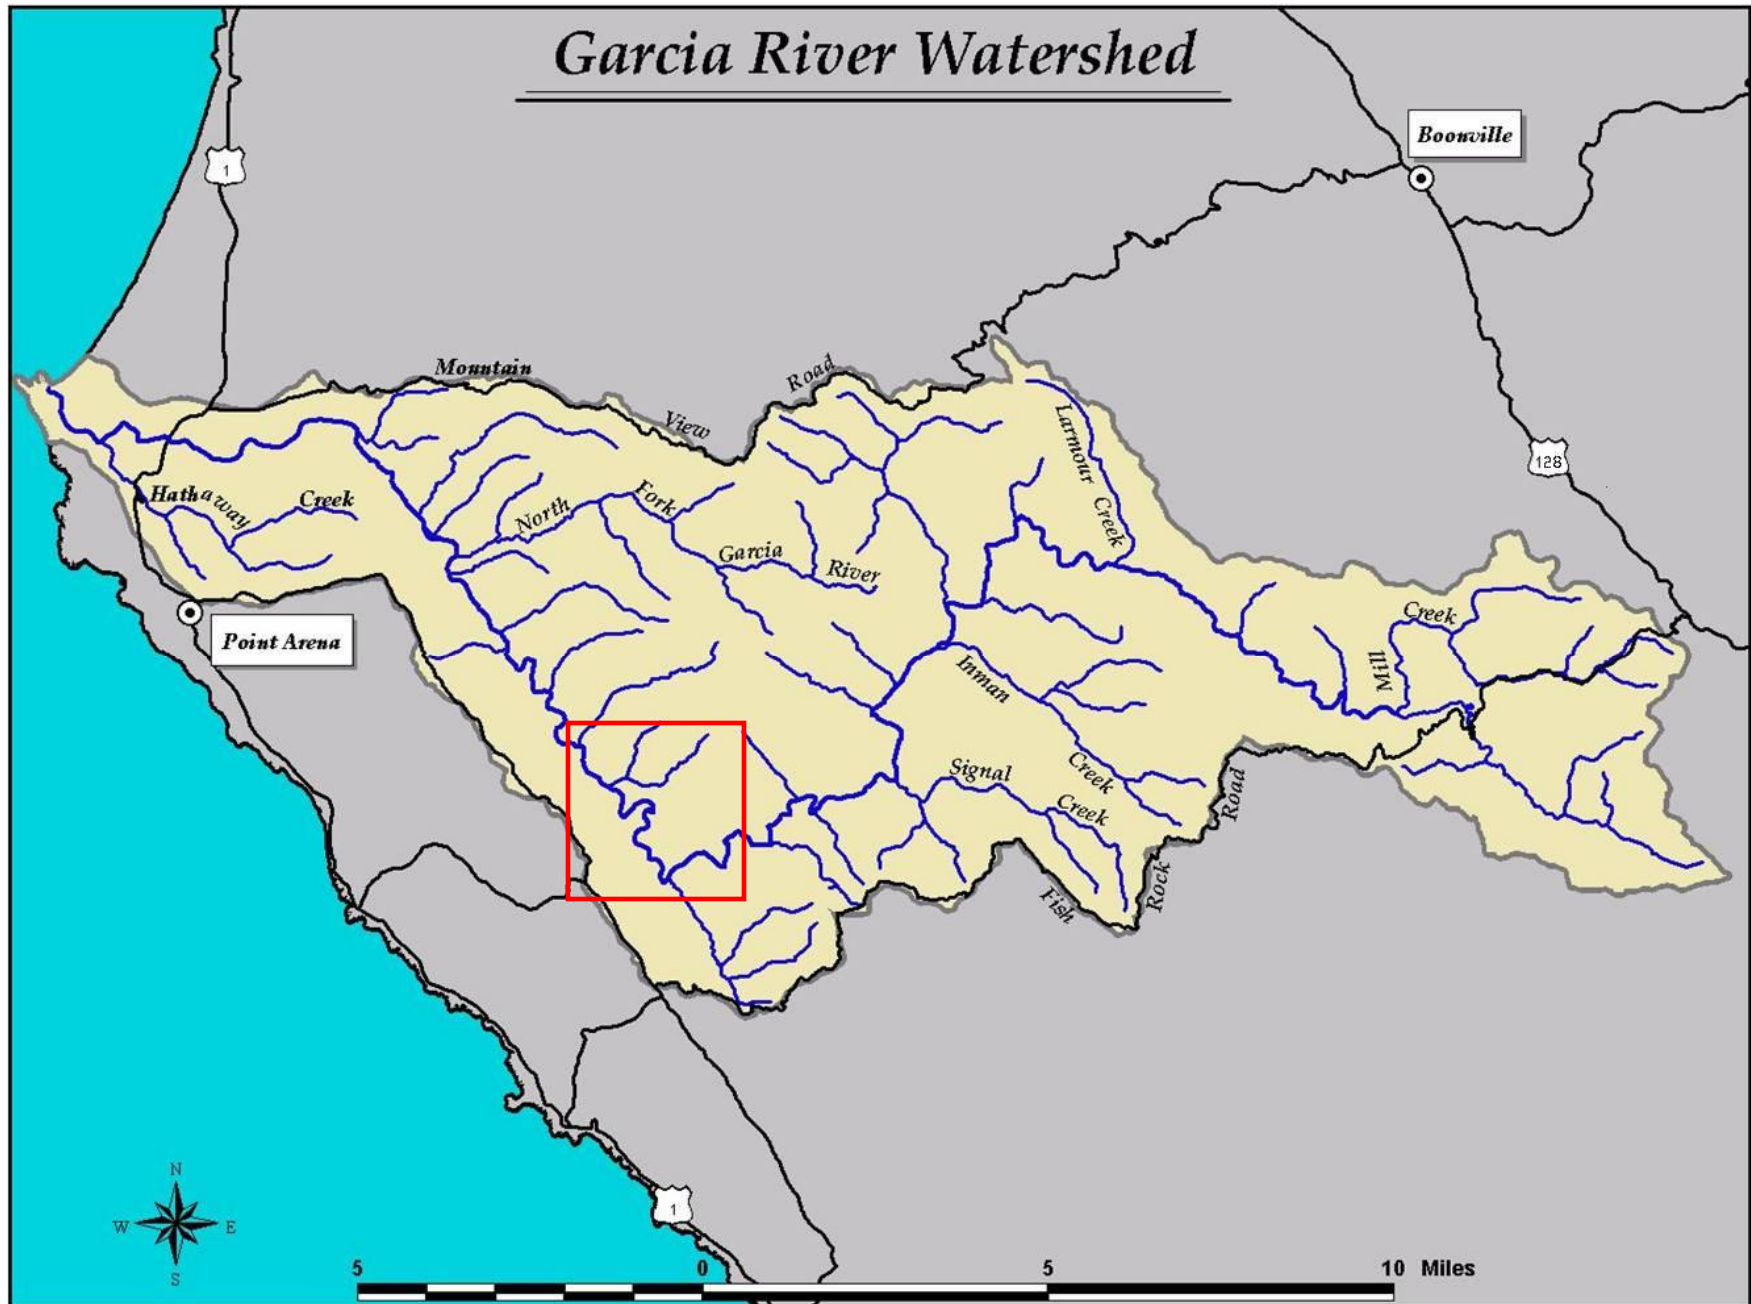 Garcia River Watershed
Boonville
1
Mountain
View
Road
Larmour
Creek
128
Hathaway
Creek
North
Fork
Garcia
River
Creek
Mill
Point Arena
Inman
Creek
Signal
Creek
Road
Rock
Fish
N
W
E
S
1
5
0
5
10 Miles